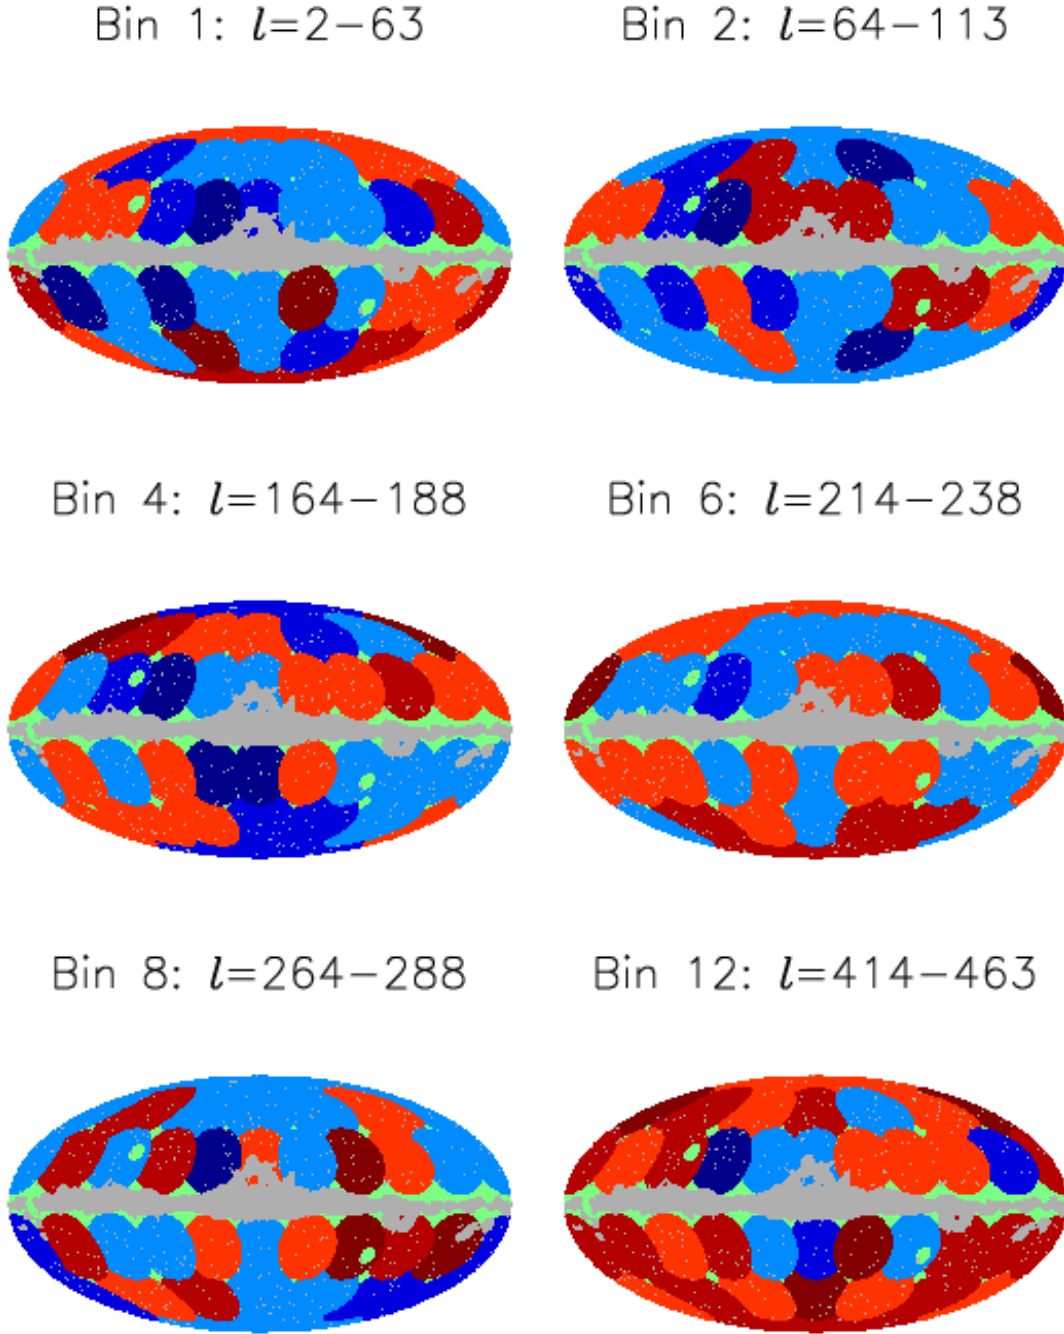 Bin 1: l=2−63
Bin 2: l=64−113
Bin 4: l=164−188
Bin 6: l=214−238
Bin 8: l=264−288
Bin 12: l=414−463